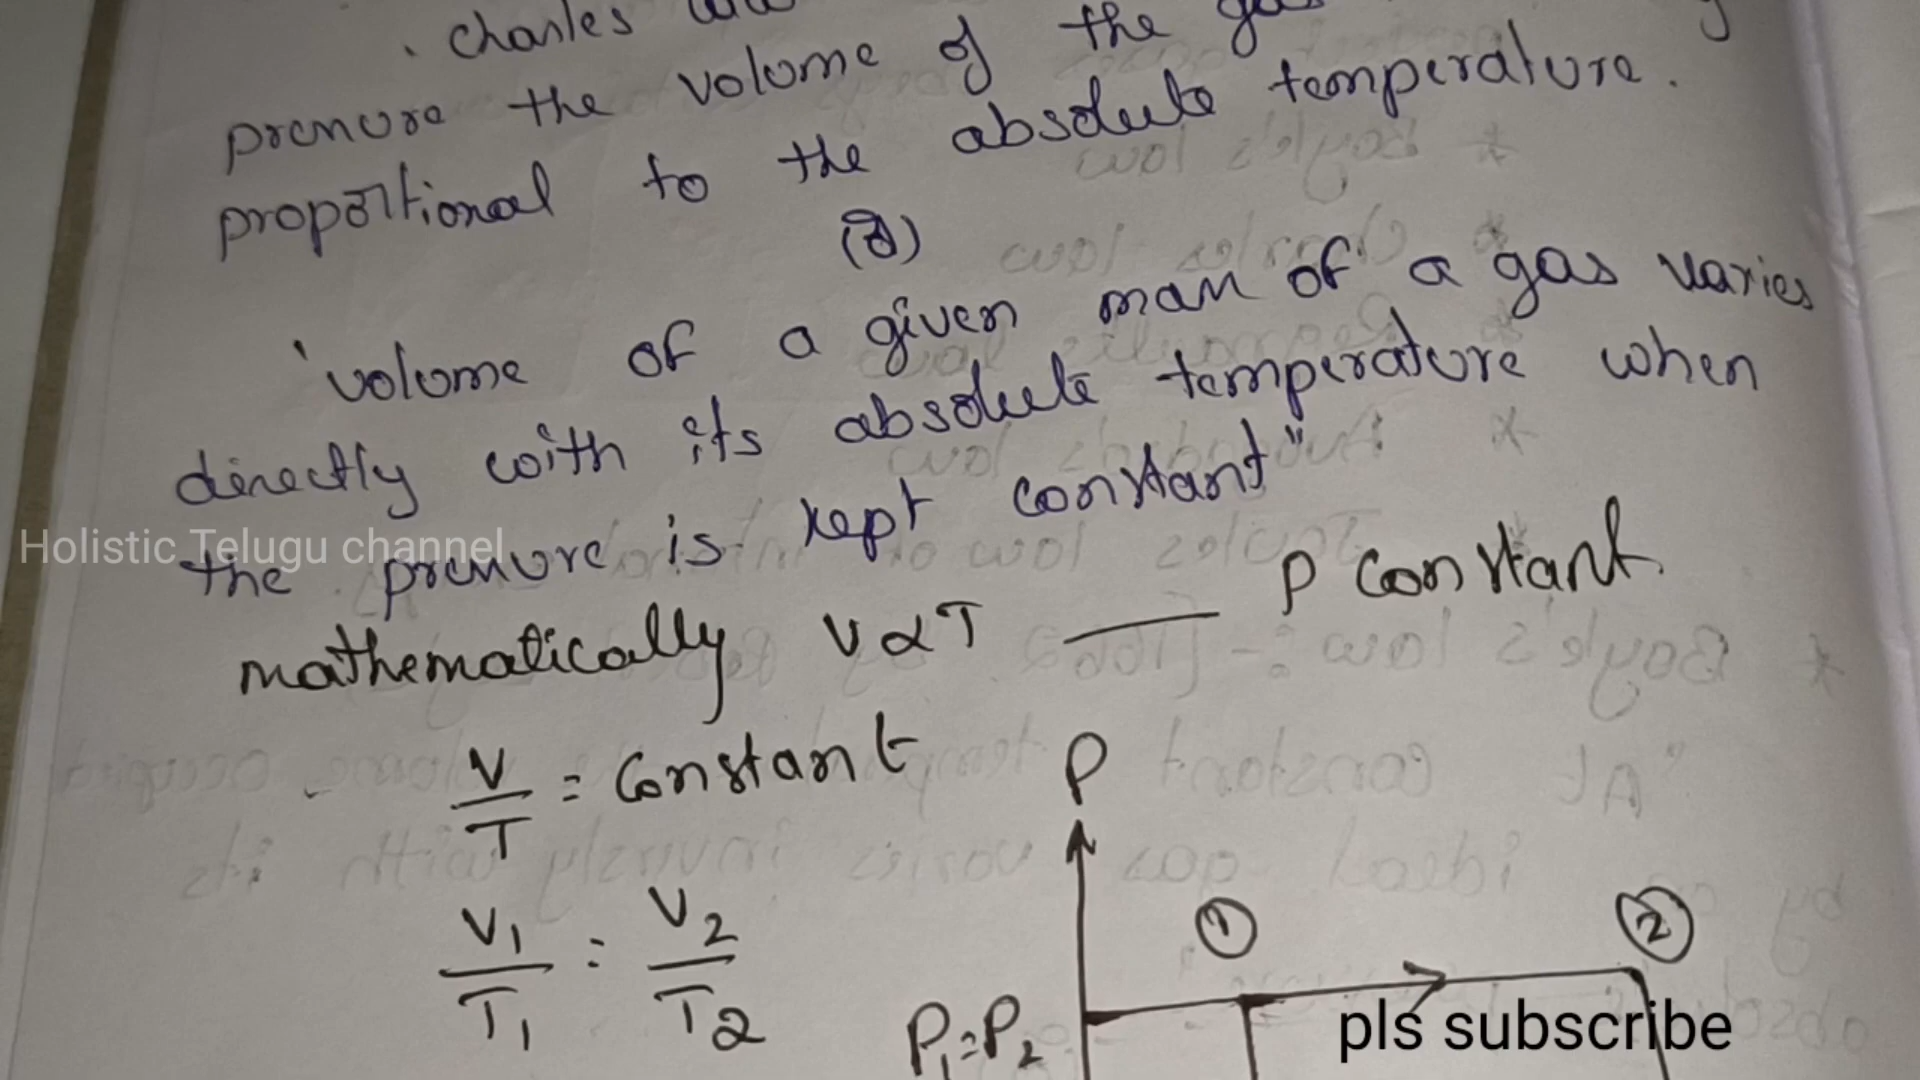 . charles law
pressure the volume of the gas
proportional to the absolute temperature.
(or)
'volume of a given mass of a gas varies
directly with its absolute temperature when
the pressure is kept constant"
mathematically V α T — P constant.
V/T = constant
V1/T1 = V2/T2
P
1 2
P1=P2
Holistic Telugu channel
pls subscribe